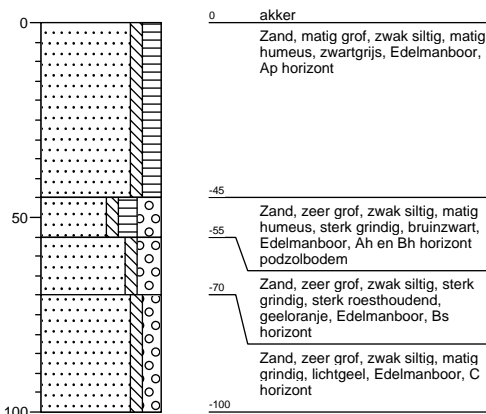 0
50
100
0 akker
Zand, matig grof, zwak siltig, matig
humeus, zwartgrijs, Edelmanboor,
Ap horizont
-45
Zand, zeer grof, zwak siltig, matig
humeus, sterk grindig, bruinzwart,
Edelmanboor, Ah en Bh horizont
podzolbodem
-55
Zand, zeer grof, zwak siltig, sterk
grindig, sterk roesthoudend,
geeloranje, Edelmanboor, Bs
horizont
-70
Zand, zeer grof, zwak siltig, matig
grindig, lichtgeel, Edelmanboor, C
horizont
-100